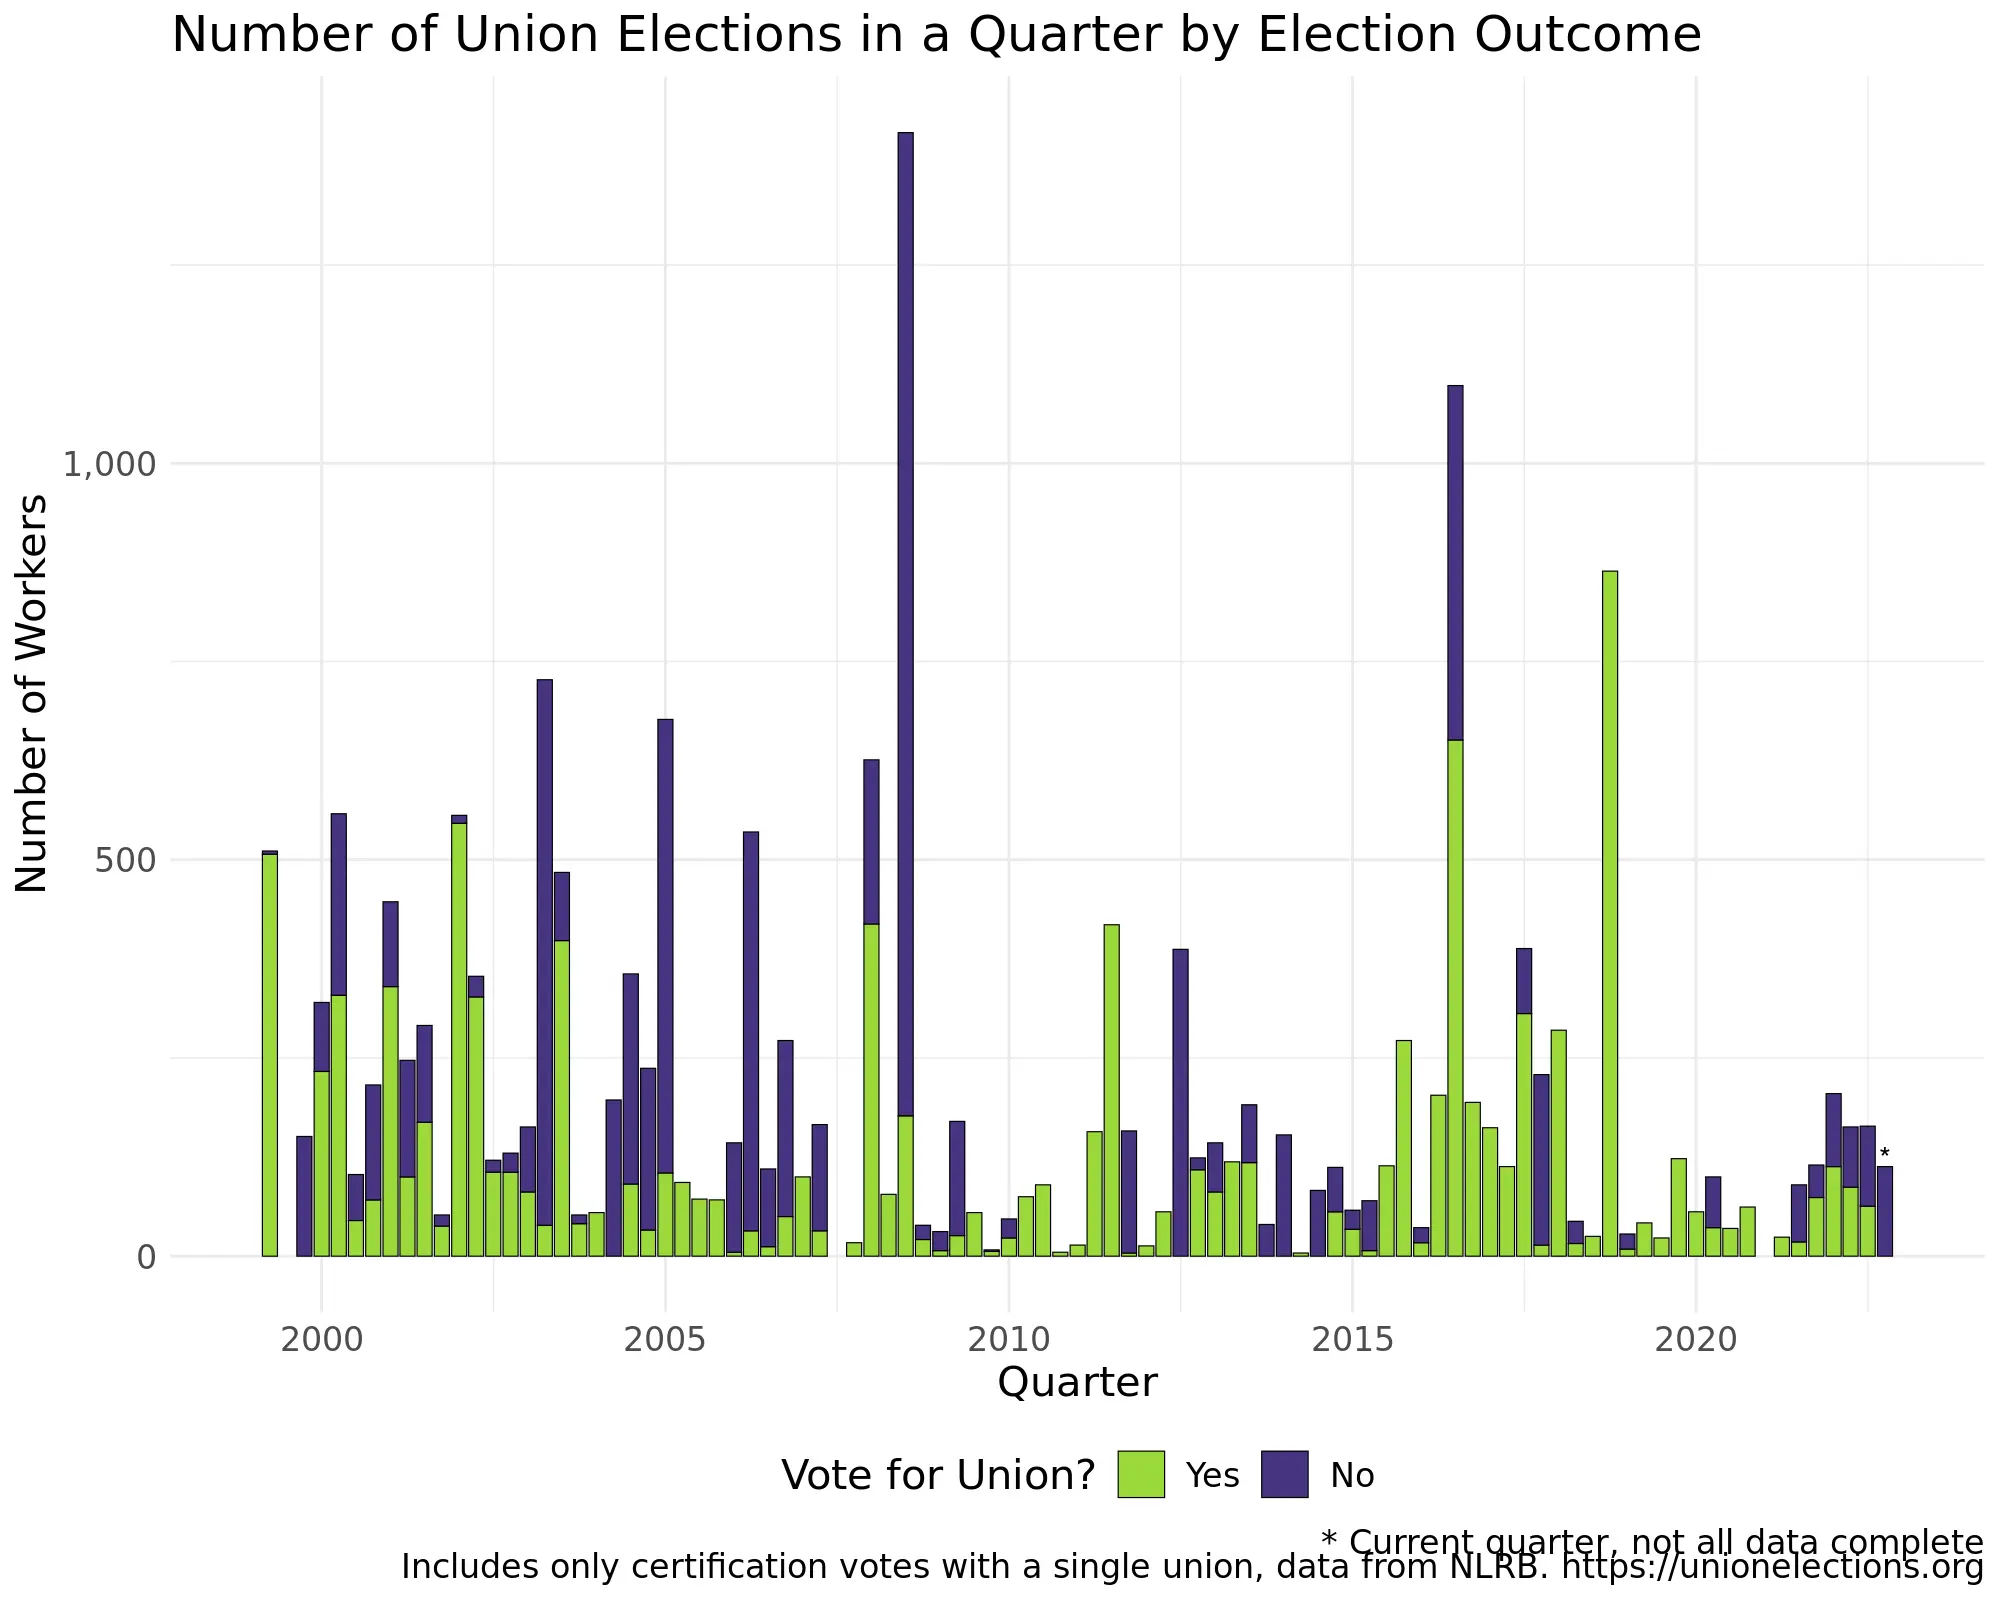 Number of Union Elections in a Quarter by Election Outcome
Number of Workers
1,000
500
0
*
2000 2005 2010 2015 2020
Quarter
Vote for Union? Yes No
* Current quarter, not all data complete
Includes only certification votes with a single union, data from NLRB. https://unionelections.org